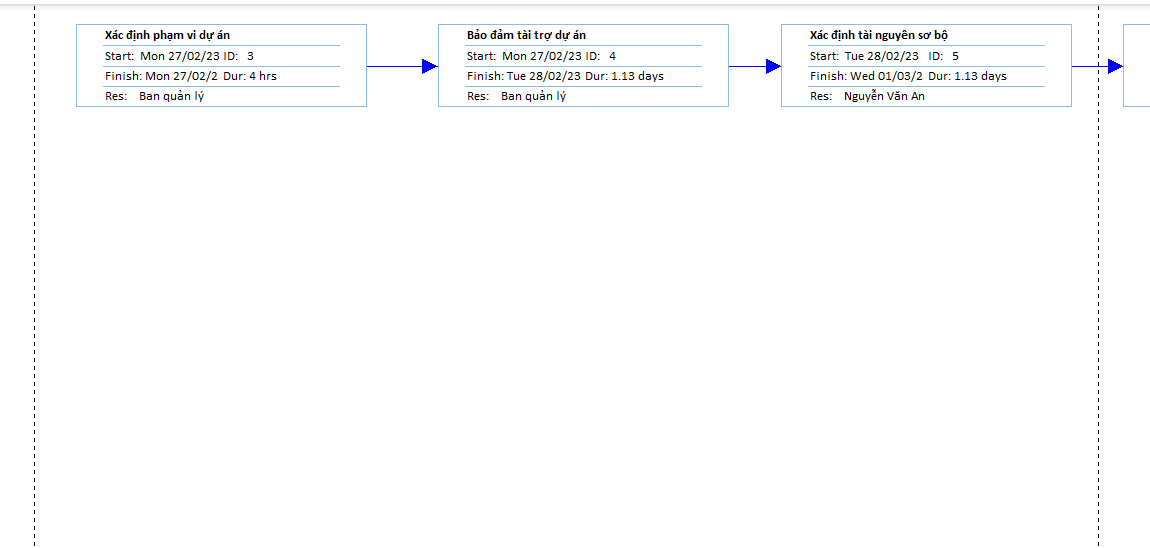 Xác định phạm vi dự án
Start: Mon 27/02/23 ID: 3
Finish: Mon 27/02/2 Dur: 4 hrs
Res: Ban quản lý
Bảo đảm tài trợ dự án
Start: Mon 27/02/23 ID: 4
Finish: Tue 28/02/23 Dur: 1.13 days
Res: Ban quản lý
Xác định tài nguyên sơ bộ
Start: Tue 28/02/23 ID: 5
Finish: Wed 01/03/2 Dur: 1.13 days
Res: Nguyễn Văn An